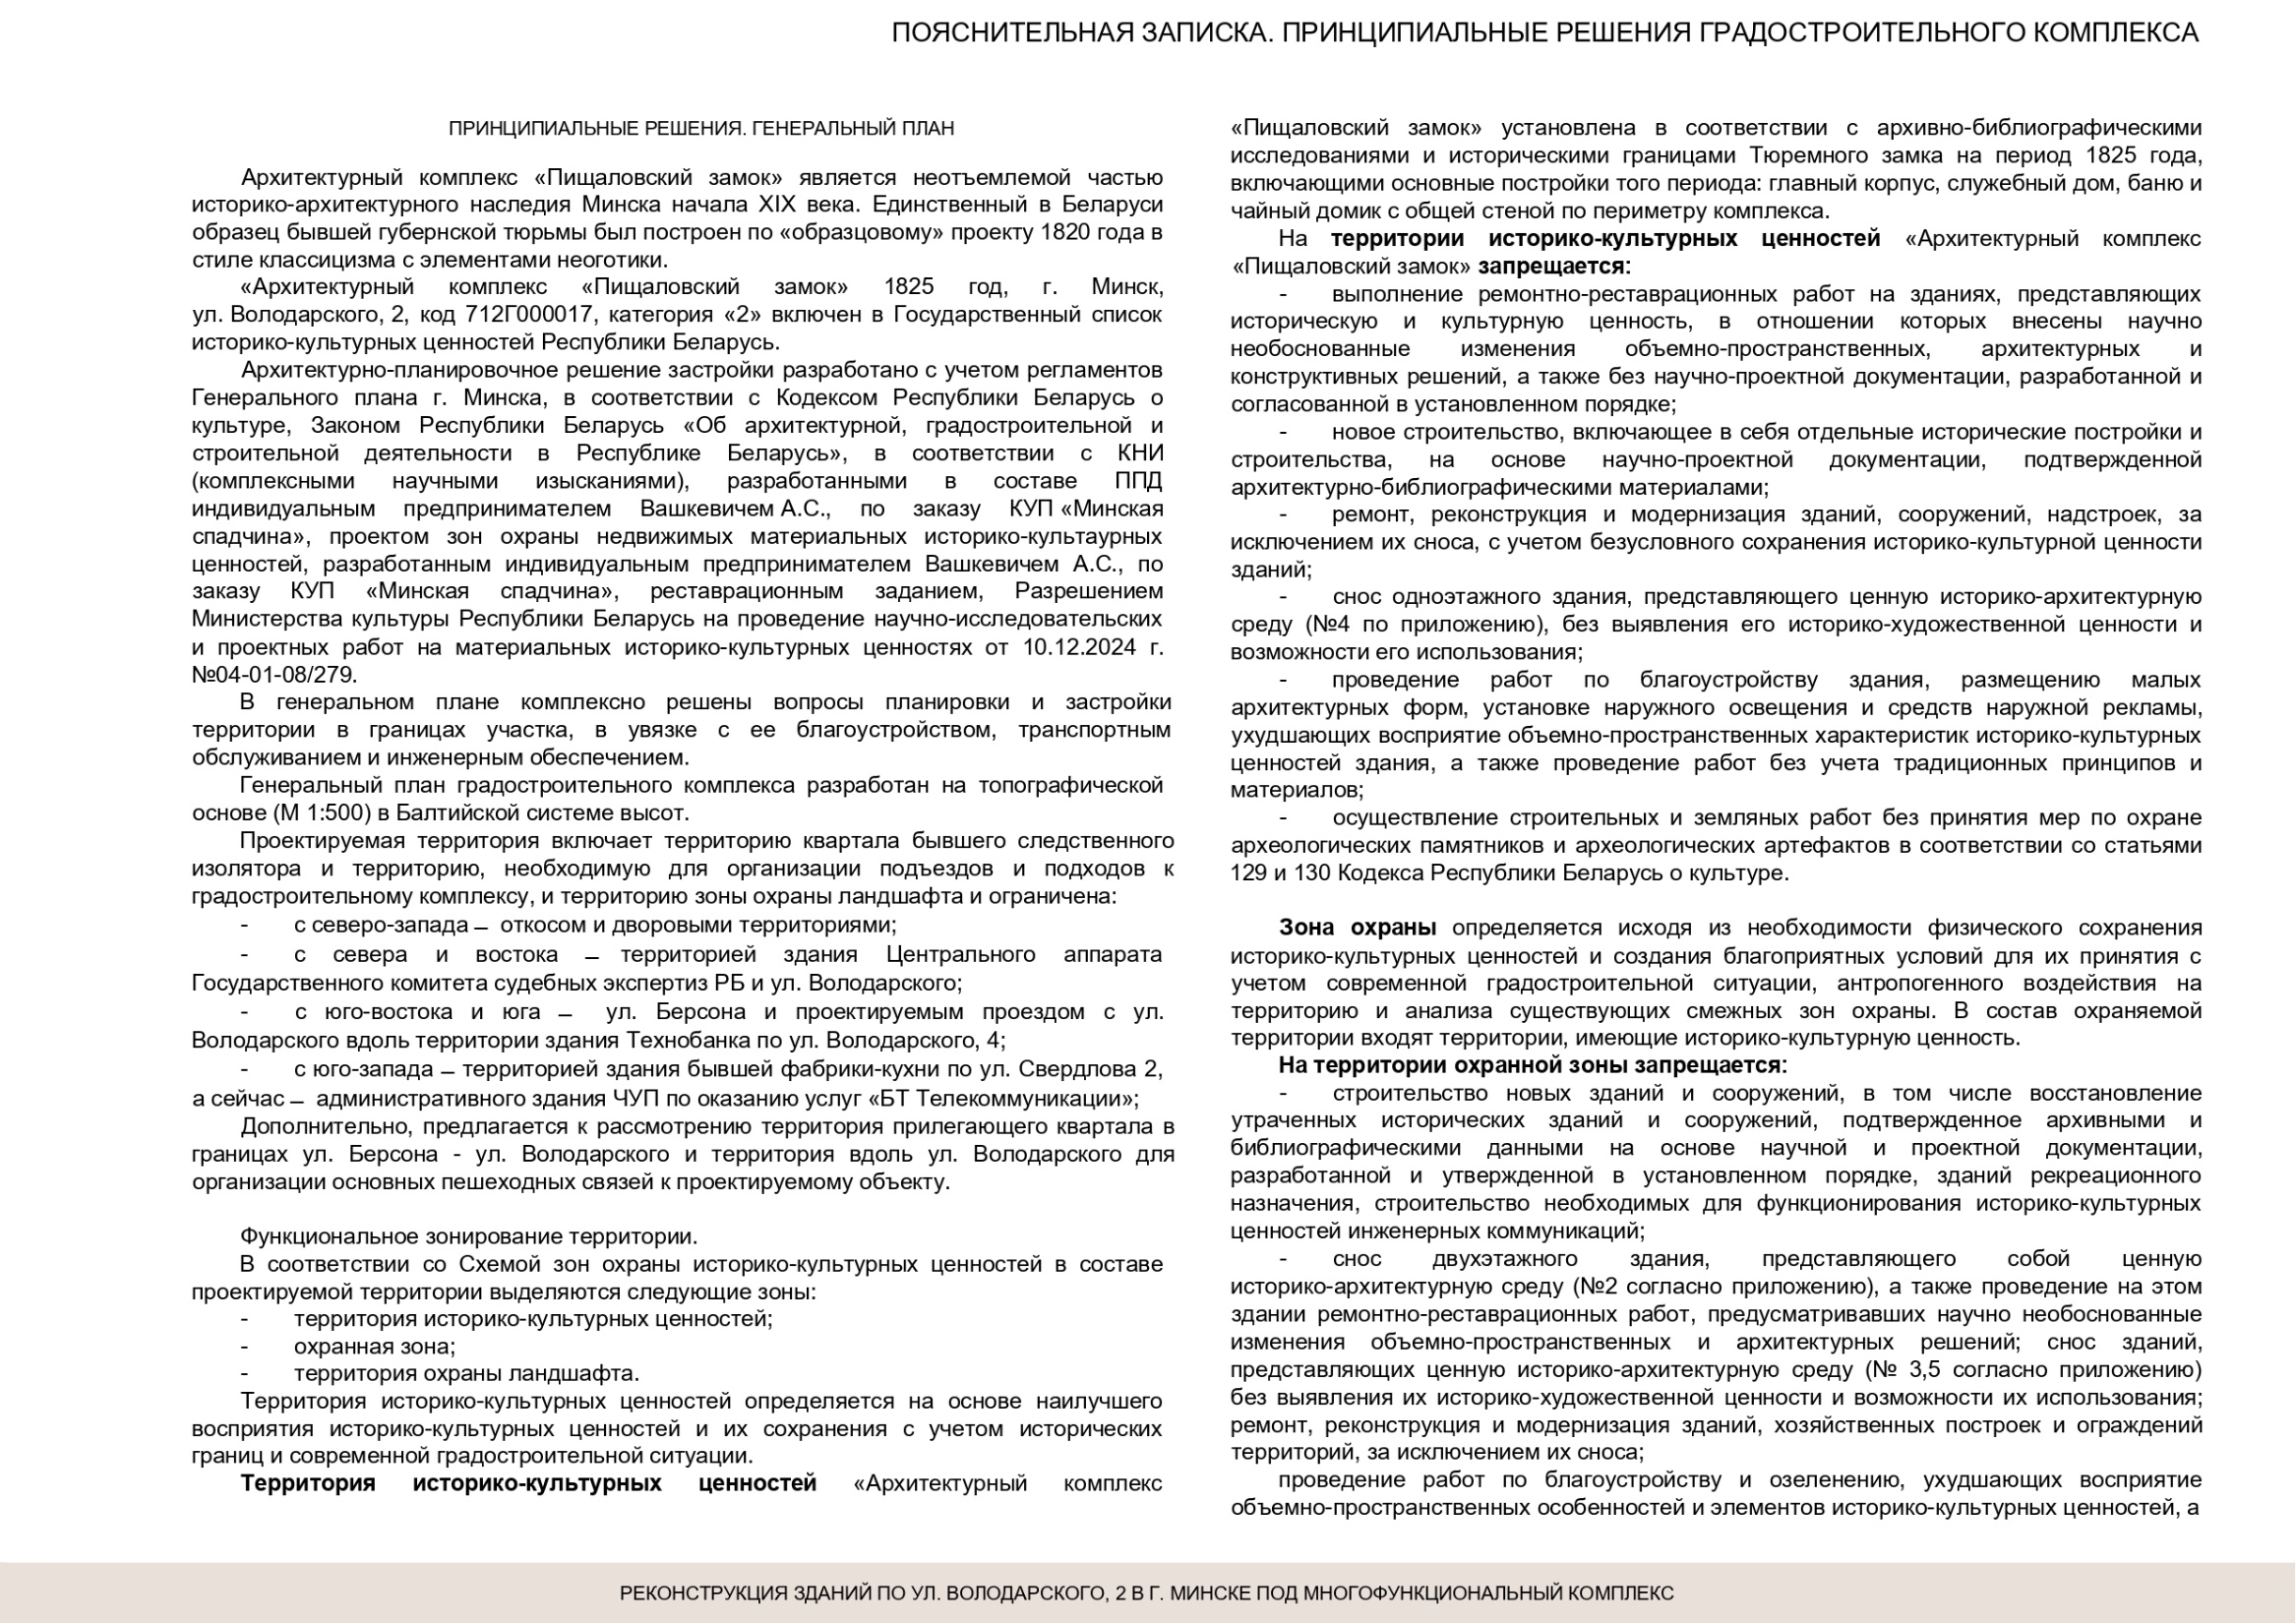 ПОЯСНИТЕЛЬНАЯ ЗАПИСКА. ПРИНЦИПИАЛЬНЫЕ РЕШЕНИЯ ГРАДОСТРОИТЕЛЬНОГО КОМПЛЕКСА
ПРИНЦИПИАЛЬНЫЕ РЕШЕНИЯ. ГЕНЕРАЛЬНЫЙ ПЛАН
Архитектурный комплекс «Пищаловский замок» является неотъемлемой частью
историко-архитектурного наследия Минска начала XIX века. Единственный в Беларуси
образец бывшей губернской тюрьмы был построен по «образцовому» проекту 1820 года в
стиле классицизма с элементами неоготики.
«Архитектурный комплекс «Пищаловский замок» 1825 год, г. Минск,
ул. Володарского, 2, код 712Г000017, категория «2» включен в Государственный список
историко-культурных ценностей Республики Беларусь.
Архитектурно-планировочное решение застройки разработано с учетом регламентов
Генерального плана г. Минска, в соответствии с Кодексом Республики Беларусь о
культуре, Законом Республики Беларусь «Об архитектурной, градостроительной и
строительной деятельности в Республике Беларусь», в соответствии с КНИ
(комплексными научными изысканиями), разработанными в составе ППД
индивидуальным предпринимателем Вашкевичем А.С., по заказу КУП «Минская
спадчина», проектом зон охраны недвижимых материальных историко-культаурных
ценностей, разработанным индивидуальным предпринимателем Вашкевичем А.С., по
заказу КУП «Минская спадчина», реставрационным заданием, Разрешением
Министерства культуры Республики Беларусь на проведение научно-исследовательских
и проектных работ на материальных историко-культурных ценностях от 10.12.2024 г.
№04-01-08/279.
В генеральном плане комплексно решены вопросы планировки и застройки
территории в границах участка, в увязке с ее благоустройством, транспортным
обслуживанием и инженерным обеспечением.
Генеральный план градостроительного комплекса разработан на топографической
основе (М 1:500) в Балтийской системе высот.
Проектируемая территория включает территорию квартала бывшего следственного
изолятора и территорию, необходимую для организации подъездов и подходов к
градостроительному комплексу, и территорию зоны охраны ландшафта и ограничена:
- с северо-запада – откосом и дворовыми территориями;
- с севера и востока – территорией здания Центрального аппарата
Государственного комитета судебных экспертиз РБ и ул. Володарского;
- с юго-востока и юга – ул. Берсона и проектируемым проездом с ул.
Володарского вдоль территории здания Технобанка по ул. Володарского, 4;
- с юго-запада – территорией здания бывшей фабрики-кухни по ул. Свердлова 2,
а сейчас – административного здания ЧУП по оказанию услуг «БТ Телекоммуникации»;
Дополнительно, предлагается к рассмотрению территория прилегающего квартала в
границах ул. Берсона - ул. Володарского и территория вдоль ул. Володарского для
организации основных пешеходных связей к проектируемому объекту.
Функциональное зонирование территории.
В соответствии со Схемой зон охраны историко-культурных ценностей в составе
проектируемой территории выделяются следующие зоны:
- территория историко-культурных ценностей;
- охранная зона;
- территория охраны ландшафта.
Территория историко-культурных ценностей определяется на основе наилучшего
восприятия историко-культурных ценностей и их сохранения с учетом исторических
границ и современной градостроительной ситуации.
Территория историко-культурных ценностей «Архитектурный комплекс
«Пищаловский замок» установлена в соответствии с архивно-библиографическими
исследованиями и историческими границами Тюремного замка на период 1825 года,
включающими основные постройки того периода: главный корпус, служебный дом, баню и
чайный домик с общей стеной по периметру комплекса.
На территории историко-культурных ценностей «Архитектурный комплекс
«Пищаловский замок» запрещается:
- выполнение ремонтно-реставрационных работ на зданиях, представляющих
историческую и культурную ценность, в отношении которых внесены научно
необоснованные изменения объемно-пространственных, архитектурных и
конструктивных решений, а также без научно-проектной документации, разработанной и
согласованной в установленном порядке;
- новое строительство, включающее в себя отдельные исторические постройки и
строительства, на основе научно-проектной документации, подтвержденной
архитектурно-библиографическими материалами;
- ремонт, реконструкция и модернизация зданий, сооружений, надстроек, за
исключением их сноса, с учетом безусловного сохранения историко-культурной ценности
зданий;
- снос одноэтажного здания, представляющего ценную историко-архитектурную
среду (№4 по приложению), без выявления его историко-художественной ценности и
возможности его использования;
- проведение работ по благоустройству здания, размещению малых
архитектурных форм, установке наружного освещения и средств наружной рекламы,
ухудшающих восприятие объемно-пространственных характеристик историко-культурных
ценностей здания, а также проведение работ без учета традиционных принципов и
материалов;
- осуществление строительных и земляных работ без принятия мер по охране
археологических памятников и археологических артефактов в соответствии со статьями
129 и 130 Кодекса Республики Беларусь о культуре.
Зона охраны определяется исходя из необходимости физического сохранения
историко-культурных ценностей и создания благоприятных условий для их принятия с
учетом современной градостроительной ситуации, антропогенного воздействия на
территорию и анализа существующих смежных зон охраны. В состав охраняемой
территории входят территории, имеющие историко-культурную ценность.
На территории охранной зоны запрещается:
- строительство новых зданий и сооружений, в том числе восстановление
утраченных исторических зданий и сооружений, подтвержденное архивными и
библиографическими данными на основе научной и проектной документации,
разработанной и утвержденной в установленном порядке, зданий рекреационного
назначения, строительство необходимых для функционирования историко-культурных
ценностей инженерных коммуникаций;
- снос двухэтажного здания, представляющего собой ценную
историко-архитектурную среду (№2 согласно приложению), а также проведение на этом
здании ремонтно-реставрационных работ, предусматривавших научно необоснованные
изменения объемно-пространственных и архитектурных решений; снос зданий,
представляющих ценную историко-архитектурную среду (№ 3,5 согласно приложению)
без выявления их историко-художественной ценности и возможности их использования;
ремонт, реконструкция и модернизация зданий, хозяйственных построек и ограждений
территорий, за исключением их сноса;
проведение работ по благоустройству и озеленению, ухудшающих восприятие
объемно-пространственных особенностей и элементов историко-культурных ценностей, а
РЕКОНСТРУКЦИЯ ЗДАНИЙ ПО УЛ. ВОЛОДАРСКОГО, 2 В Г. МИНСКЕ ПОД МНОГОФУНКЦИОНАЛЬНЫЙ КОМПЛЕКС